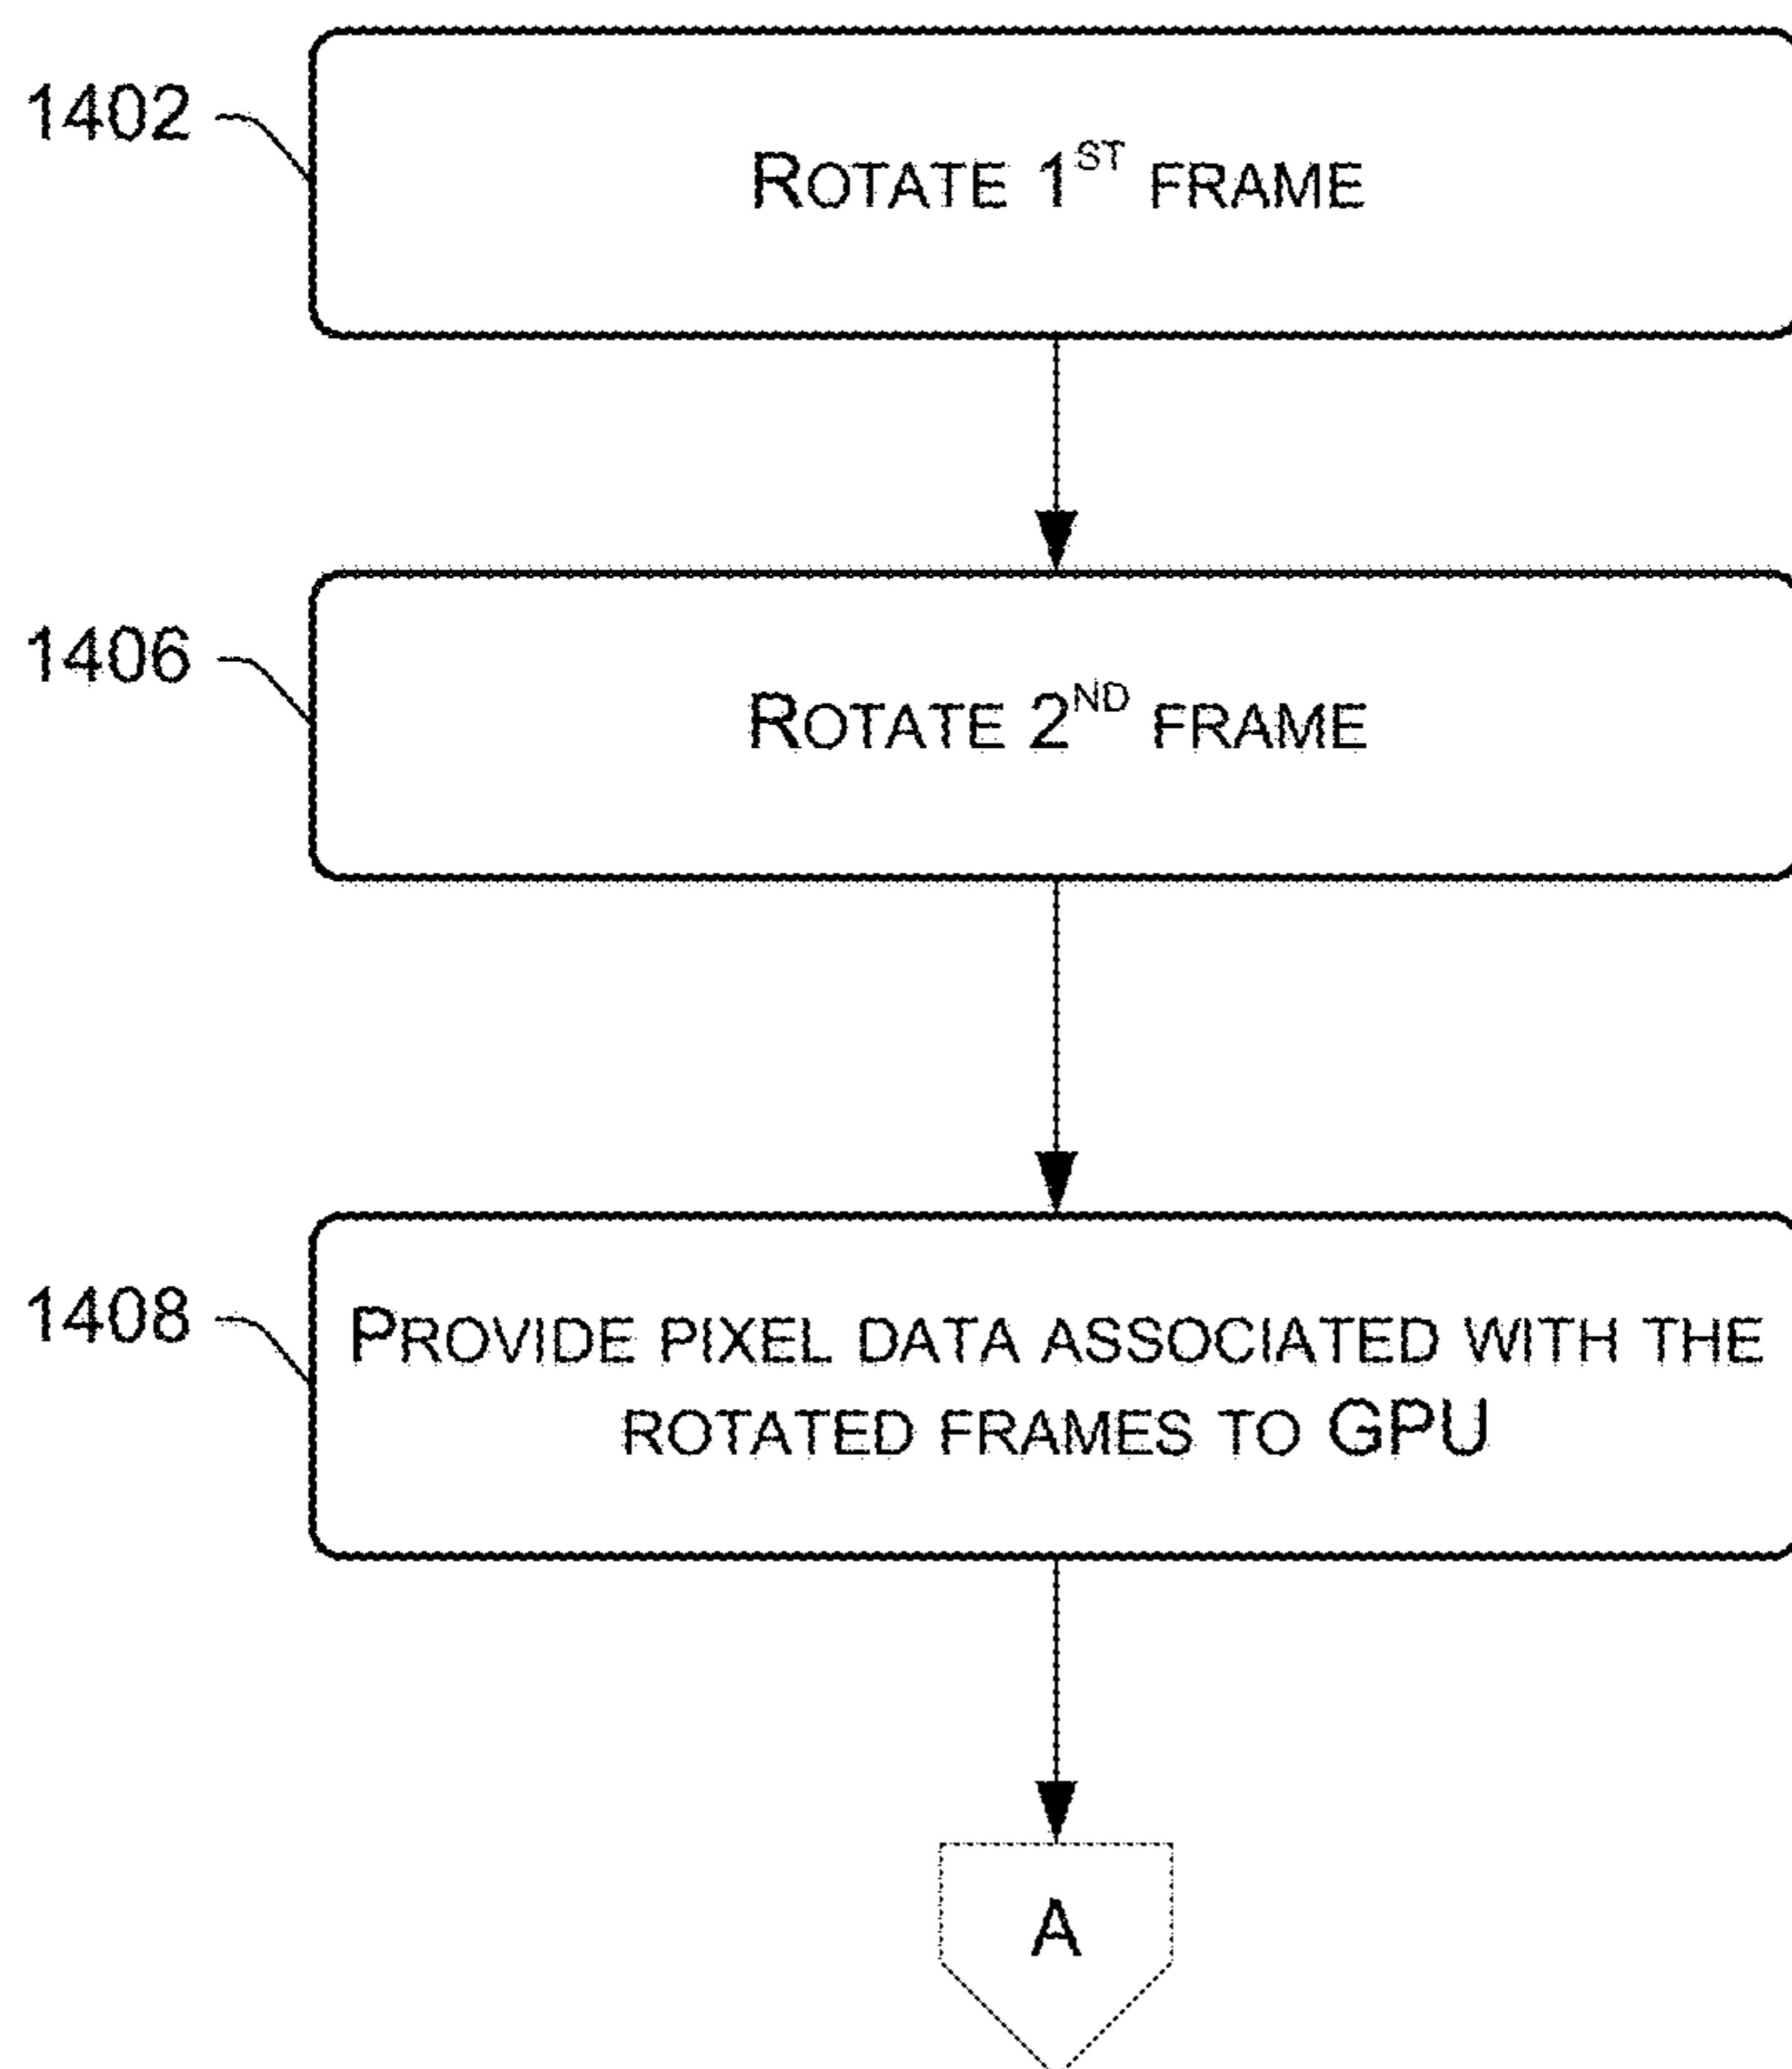 1402
ROTATE 1ST FRAME
1406
ROTATE 2ND FRAME
1408
PROVIDE PIXEL DATA ASSOCIATED WITH THE
ROTATED FRAMES TO GPU
A